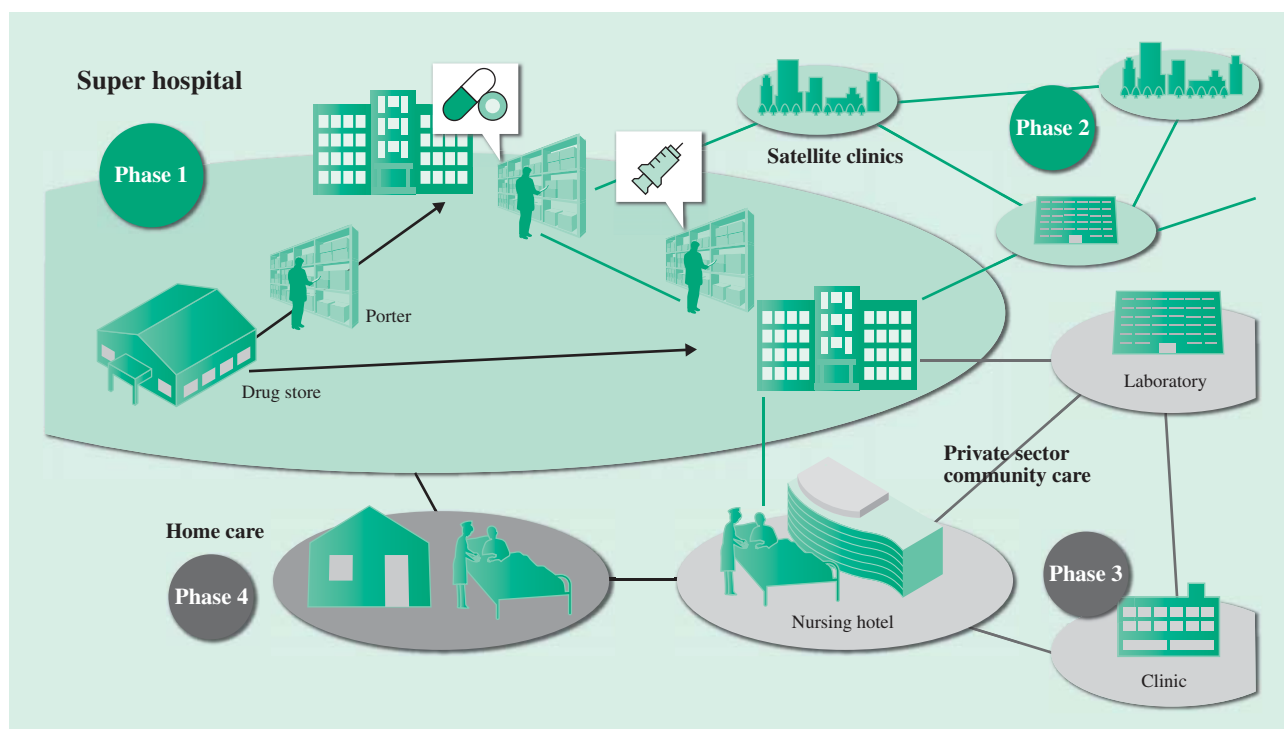 Super hospital
Phase 1
Phase 2
Satellite clinics
Porter
Drug store
Laboratory
Private sector
community care
Home care
Phase 4
Phase 3
Nursing hotel
Clinic